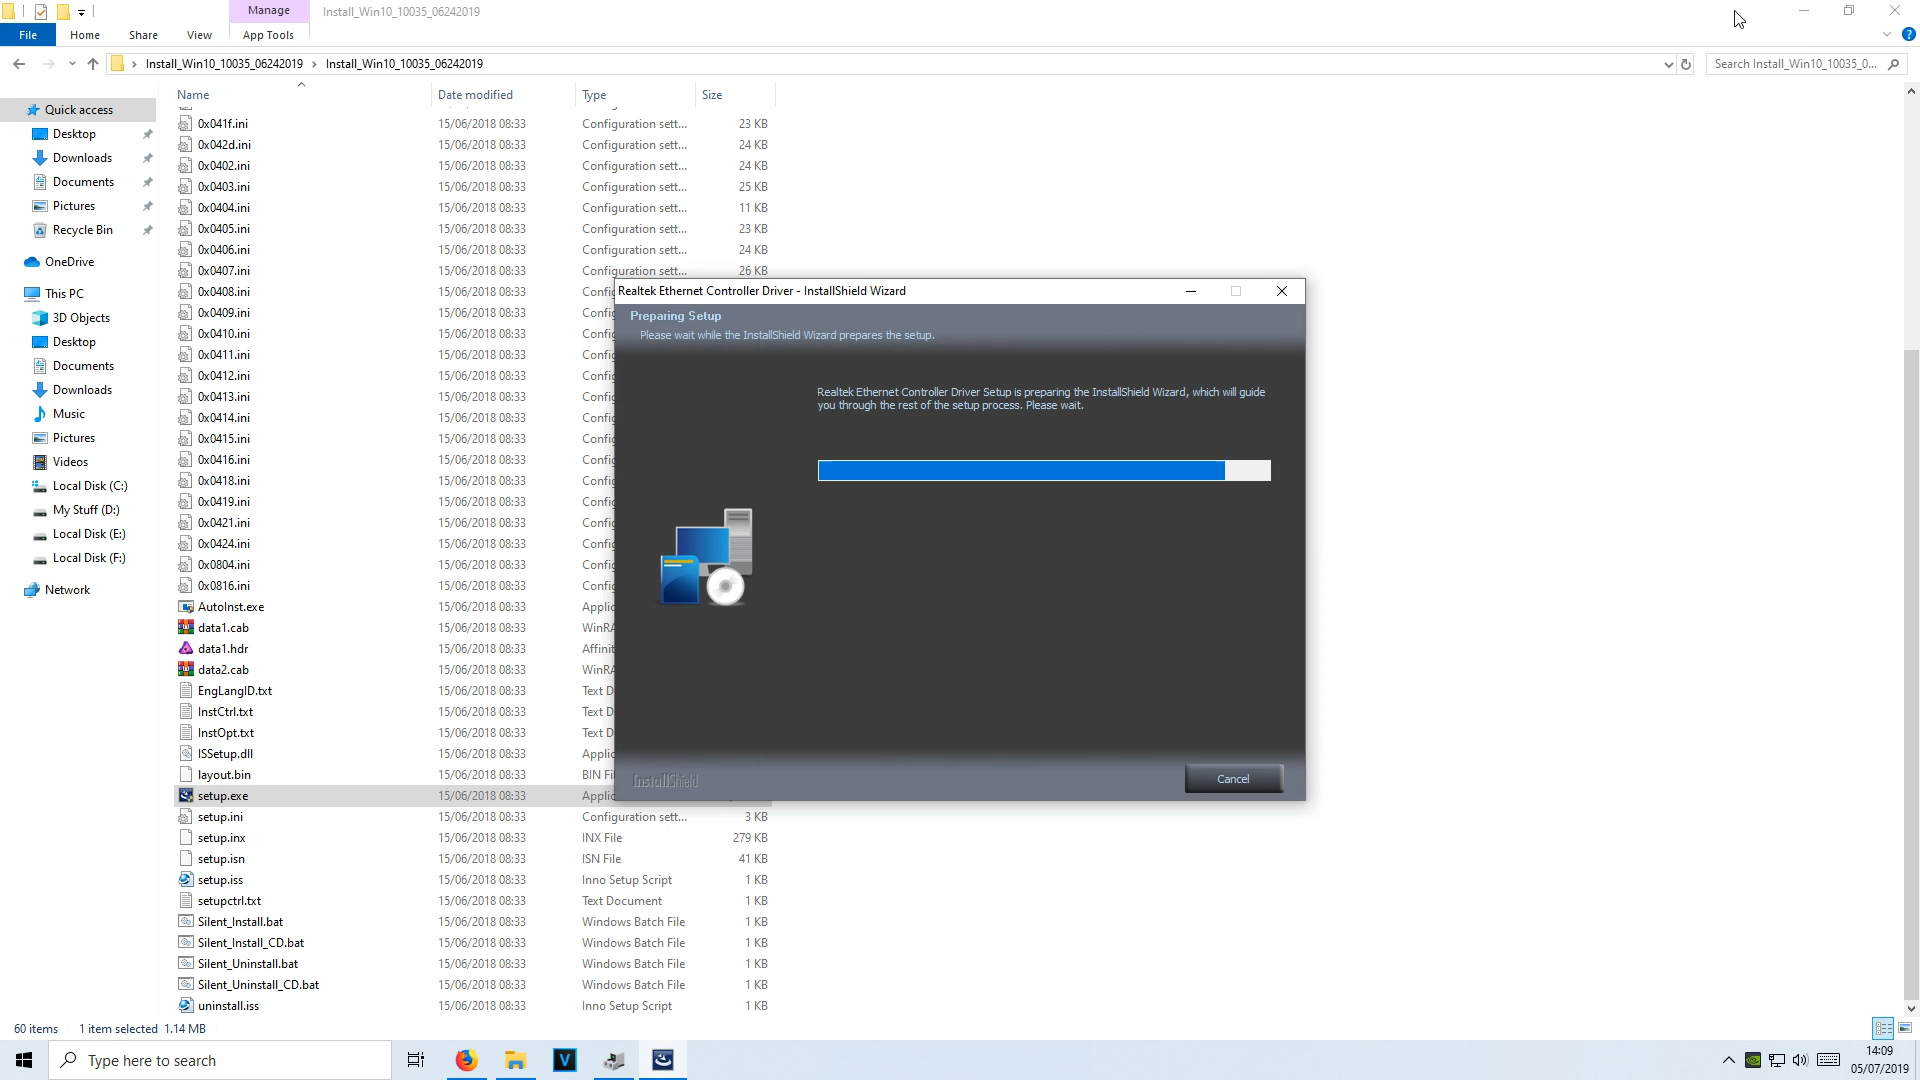 Manage
Install_Win10_10035_06242019
File
Home
Share
View
App Tools
Install_Win10_10035_06242019 › Install_Win10_10035_06242019
Search Install_Win10_10035_0...
Name
Date modified
Type
Size
Quick access
Desktop
Downloads
Documents
Pictures
Recycle Bin
OneDrive
This PC
3D Objects
Desktop
Documents
Downloads
Music
Pictures
Videos
Local Disk (C:)
My Stuff (D:)
Local Disk (E:)
Local Disk (F:)
Network
0x041f.ini 15/06/2018 08:33 Configuration sett... 23 KB
0x042d.ini 15/06/2018 08:33 Configuration sett... 24 KB
0x0402.ini 15/06/2018 08:33 Configuration sett... 24 KB
0x0403.ini 15/06/2018 08:33 Configuration sett... 25 KB
0x0404.ini 15/06/2018 08:33 Configuration sett... 11 KB
0x0405.ini 15/06/2018 08:33 Configuration sett... 23 KB
0x0406.ini 15/06/2018 08:33 Configuration sett... 24 KB
0x0407.ini 15/06/2018 08:33 Configuration sett... 26 KB
0x0408.ini 15/06/2018 08:33 Config
0x0409.ini 15/06/2018 08:33 Config
0x0410.ini 15/06/2018 08:33 Config
0x0411.ini 15/06/2018 08:33 Config
0x0412.ini 15/06/2018 08:33 Config
0x0413.ini 15/06/2018 08:33 Config
0x0414.ini 15/06/2018 08:33 Config
0x0415.ini 15/06/2018 08:33 Config
0x0416.ini 15/06/2018 08:33 Config
0x0418.ini 15/06/2018 08:33 Config
0x0419.ini 15/06/2018 08:33 Config
0x0421.ini 15/06/2018 08:33 Config
0x0424.ini 15/06/2018 08:33 Config
0x0804.ini 15/06/2018 08:33 Config
0x0816.ini 15/06/2018 08:33 Config
AutoInst.exe 15/06/2018 08:33 Applic
data1.cab 15/06/2018 08:33 WinRA
data1.hdr 15/06/2018 08:33 Affinit
data2.cab 15/06/2018 08:33 WinRA
EngLangID.txt 15/06/2018 08:33 Text D
InstCtrl.txt 15/06/2018 08:33 Text D
InstOpt.txt 15/06/2018 08:33 Text D
ISSetup.dll 15/06/2018 08:33 Applic
layout.bin 15/06/2018 08:33 BIN Fi
setup.exe 15/06/2018 08:33 Applic
setup.ini 15/06/2018 08:33 Configuration sett... 3 KB
setup.inx 15/06/2018 08:33 INX File 279 KB
setup.isn 15/06/2018 08:33 ISN File 41 KB
setup.iss 15/06/2018 08:33 Inno Setup Script 1 KB
setupctrl.txt 15/06/2018 08:33 Text Document 1 KB
Silent_Install.bat 15/06/2018 08:33 Windows Batch File 1 KB
Silent_Install_CD.bat 15/06/2018 08:33 Windows Batch File 1 KB
Silent_Uninstall.bat 15/06/2018 08:33 Windows Batch File 1 KB
Silent_Uninstall_CD.bat 15/06/2018 08:33 Windows Batch File 1 KB
uninstall.iss 15/06/2018 08:33 Inno Setup Script 1 KB
Realtek Ethernet Controller Driver - InstallShield Wizard
Preparing Setup
Please wait while the InstallShield Wizard prepares the setup.
Realtek Ethernet Controller Driver Setup is preparing the InstallShield Wizard, which will guide
you through the rest of the setup process. Please wait.
InstallShield
Cancel
60 items 1 item selected 1.14 MB
Type here to search
14:09
05/07/2019